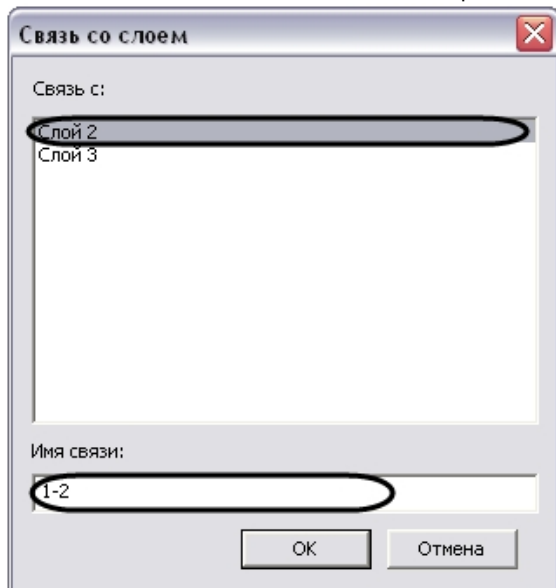 Связь со слоем
Связь с:
Слой 2
Слой 3
Имя связи:
1-2
OK
Отмена